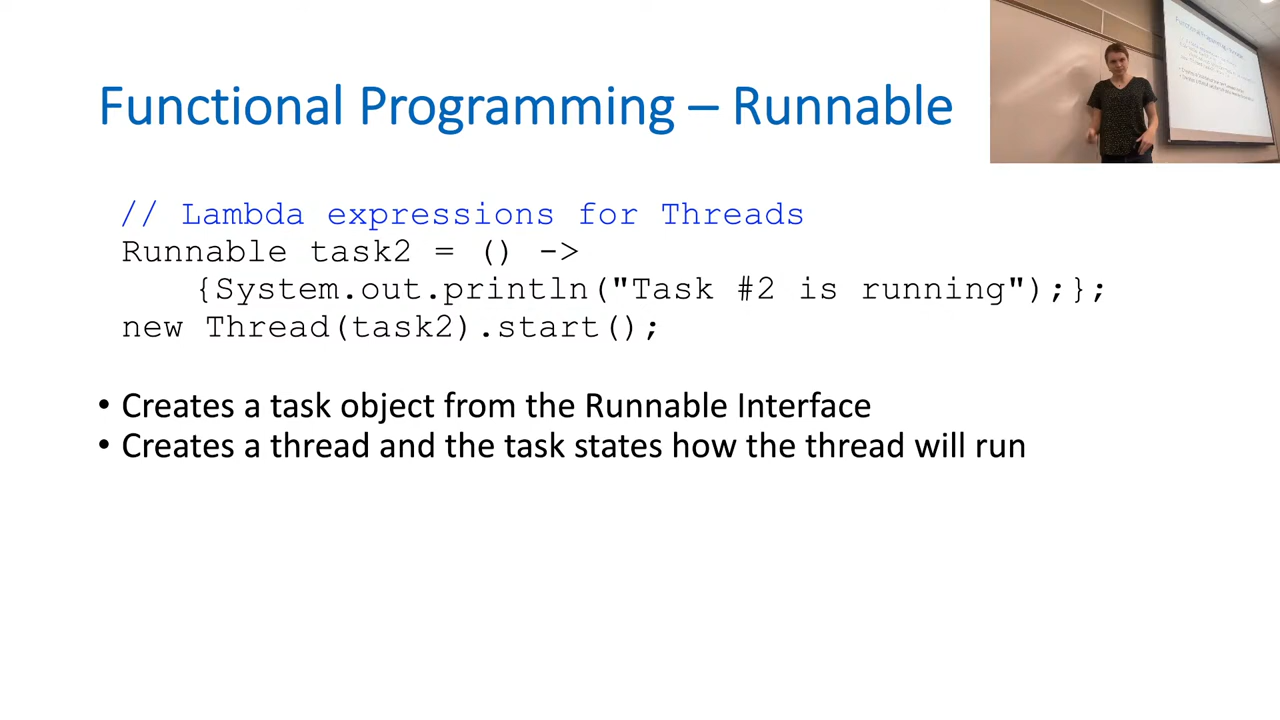 Functional Programming – Runnable
// Lambda expressions for Threads
Runnable task2 = () ->
{System.out.println("Task #2 is running");};
new Thread(task2).start();
• Creates a task object from the Runnable Interface
• Creates a thread and the task states how the thread will run